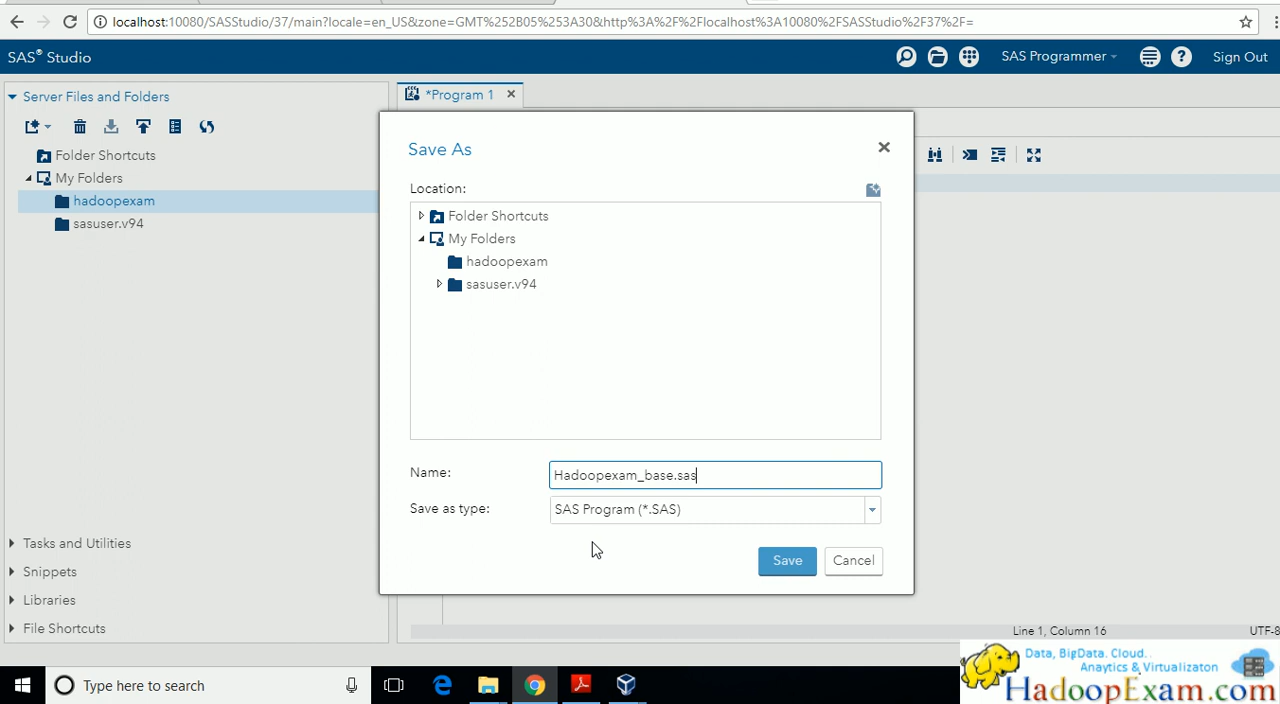 localhost:10080/SASStudio/37/main?locale=en_US&zone=GMT%252B05%253A30&http%3A%2F%2Flocalhost%3A10080%2FSASStudio%2F37%2F=
SAS® Studio
SAS Programmer
Sign Out
Server Files and Folders
*Program 1
Folder Shortcuts
My Folders
hadoopexam
sasuser.v94
Save As
Location:
Folder Shortcuts
My Folders
hadoopexam
sasuser.v94
Name:
Hadoopexam_base.sas
Save as type:
SAS Program (*.SAS)
Save
Cancel
Tasks and Utilities
Snippets
Libraries
File Shortcuts
Line 1, Column 16
UTF-8
Type here to search
Data, BigData. Cloud.
Anaytics & Virtualizaton
HadoopExam.com